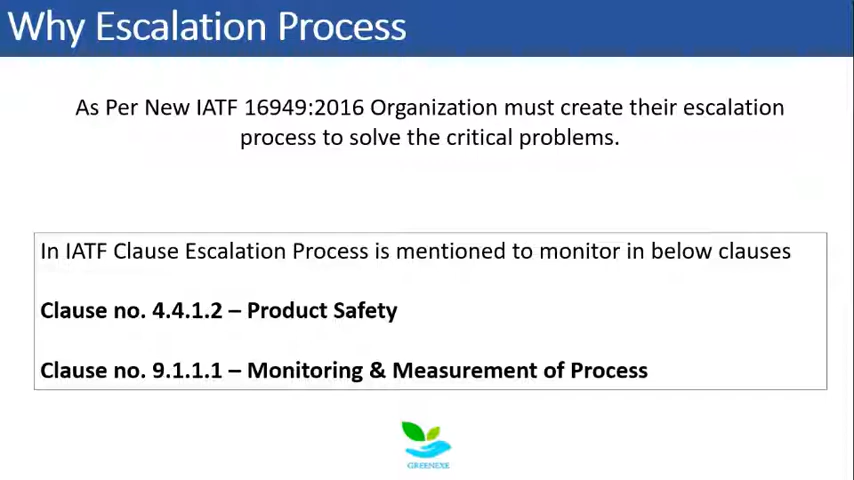 Why Escalation Process
As Per New IATF 16949:2016 Organization must create their escalation
process to solve the critical problems.
In IATF Clause Escalation Process is mentioned to monitor in below clauses
Clause no. 4.4.1.2 – Product Safety
Clause no. 9.1.1.1 – Monitoring & Measurement of Process
GREENEXE